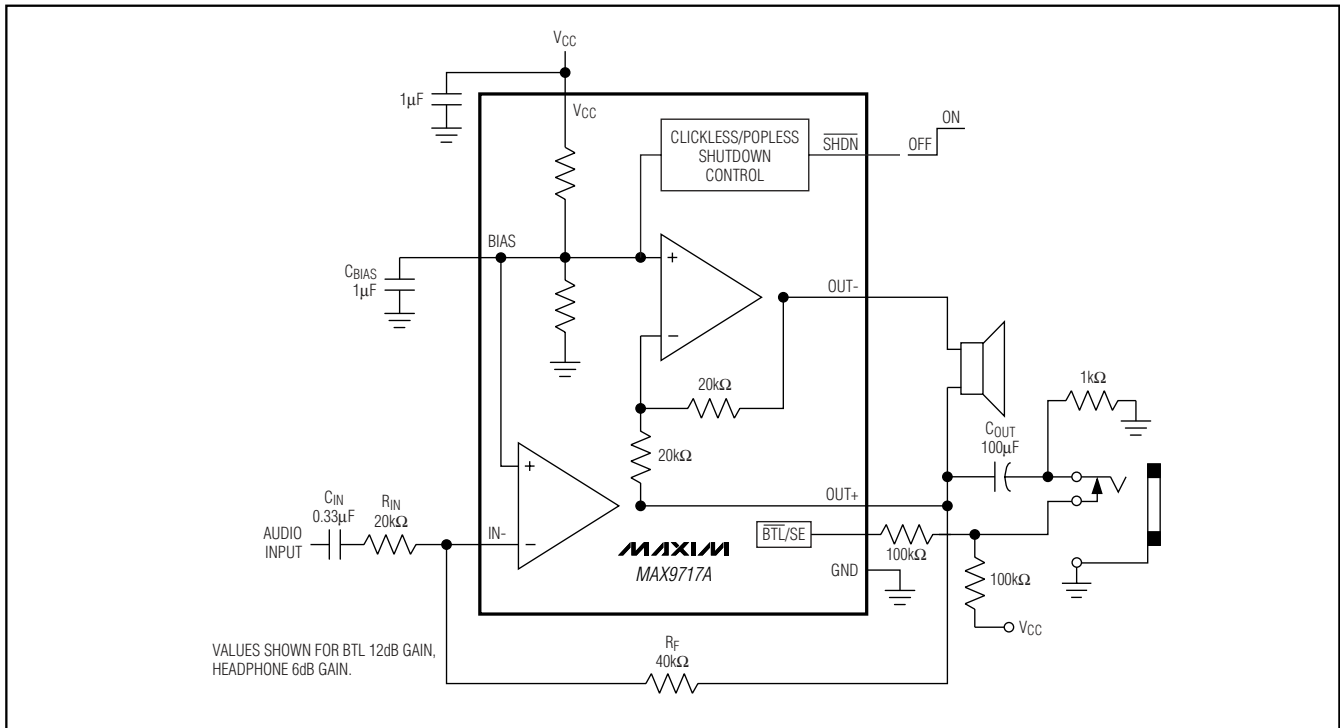 VCC
1µF
VCC
CLICKLESS/POPLESS
SHUTDOWN
CONTROL
SHDN
OFF
ON
BIAS
CBIAS
1µF
+
−
OUT-
20kΩ
20kΩ
1kΩ
COUT
100µF
CIN
0.33µF
RIN
20kΩ
AUDIO
INPUT
IN-
+
−
OUT+
BTL/SE
100kΩ
100kΩ
MAXIM
MAX9717A
GND
VCC
VALUES SHOWN FOR BTL 12dB GAIN,
HEADPHONE 6dB GAIN.
RF
40kΩ